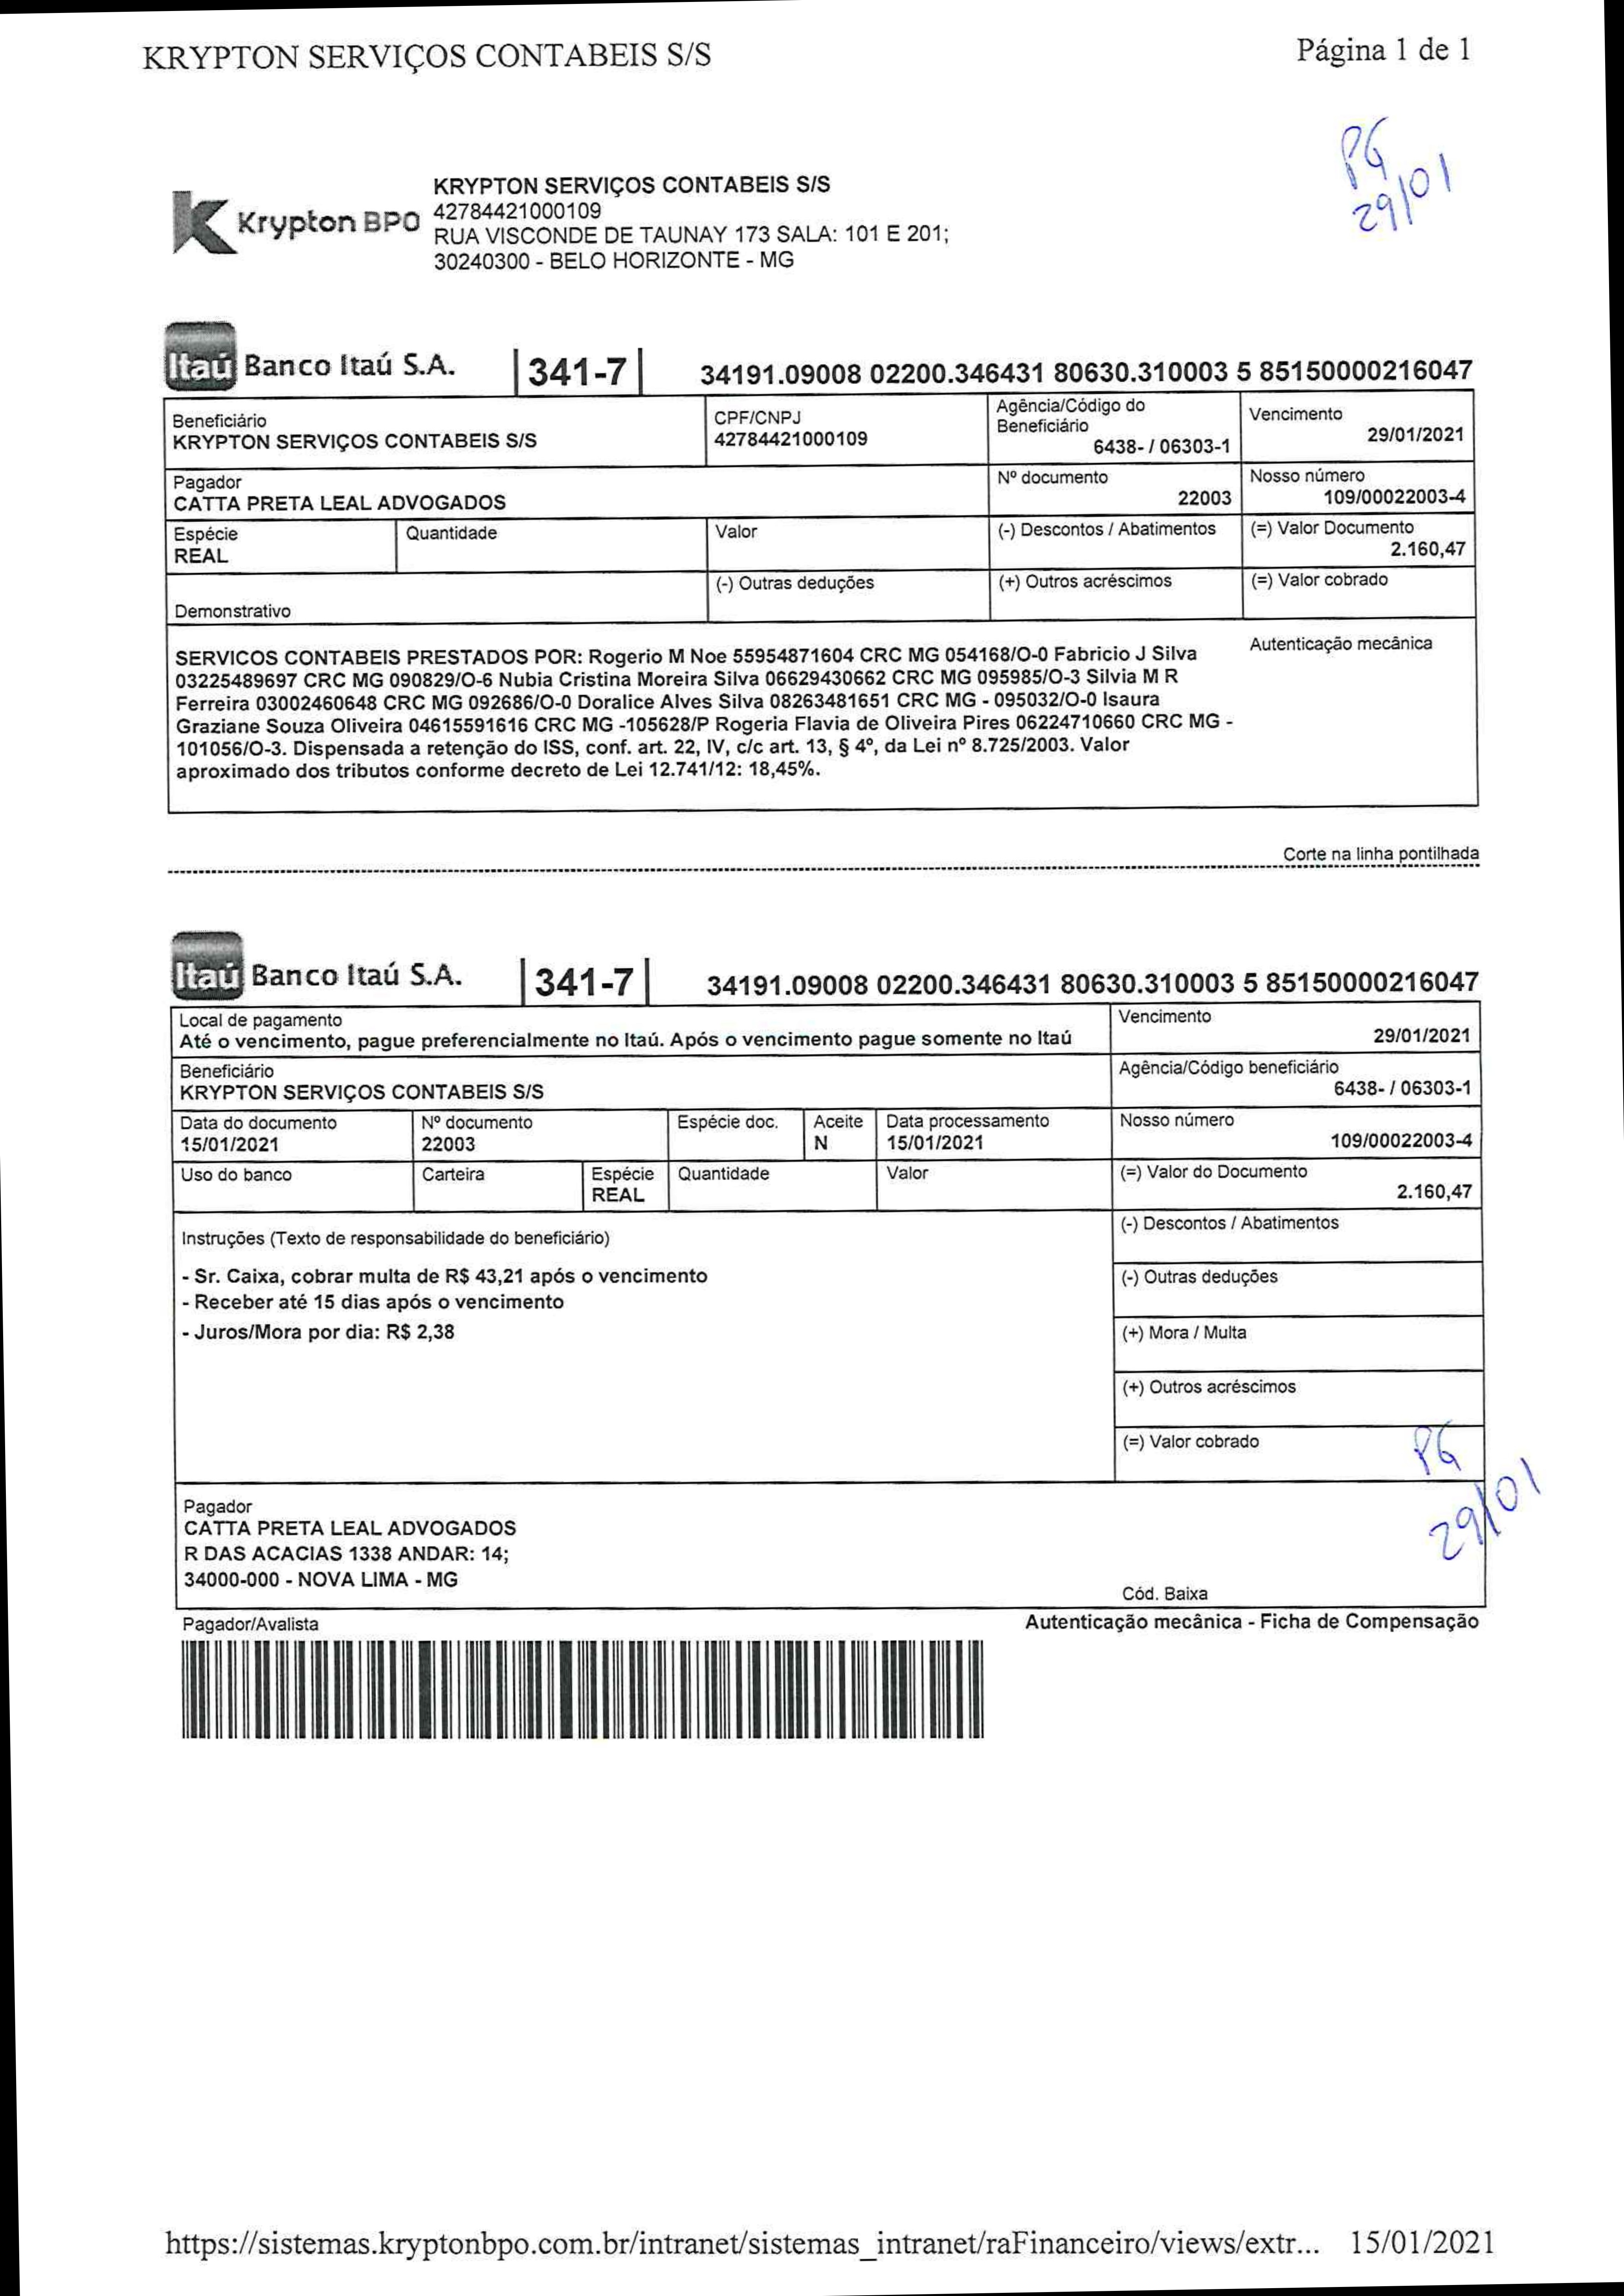 KRYPTON SERVIÇOS CONTABEIS S/S
Página 1 de 1
PG
29/01
Krypton BPO
KRYPTON SERVIÇOS CONTABEIS S/S
42784421000109
RUA VISCONDE DE TAUNAY 173 SALA: 101 E 201;
30240300 - BELO HORIZONTE - MG
Itaú Banco Itaú S.A. 341-7 34191.09008 02200.346431 80630.310003 5 85150000216047
Beneficiário
KRYPTON SERVIÇOS CONTABEIS S/S
CPF/CNPJ
42784421000109
Agência/Código do
Beneficiário
6438- / 06303-1
Vencimento
29/01/2021
Pagador
CATTA PRETA LEAL ADVOGADOS
Nº documento
22003
Nosso número
109/00022003-4
Espécie
REAL
Quantidade
Valor
(-) Descontos / Abatimentos
(=) Valor Documento
2.160,47
Demonstrativo
(-) Outras deduções
(+) Outros acréscimos
(=) Valor cobrado
SERVICOS CONTABEIS PRESTADOS POR: Rogerio M Noe 55954871604 CRC MG 054168/O-0 Fabricio J Silva
03225489697 CRC MG 090829/O-6 Nubia Cristina Moreira Silva 06629430662 CRC MG 095985/O-3 Silvia M R
Ferreira 03002460648 CRC MG 092686/O-0 Doralice Alves Silva 08263481651 CRC MG - 095032/O-0 Isaura
Graziane Souza Oliveira 04615591616 CRC MG -105628/P Rogeria Flavia de Oliveira Pires 06224710660 CRC MG -
101056/O-3. Dispensada a retenção do ISS, conf. art. 22, IV, c/c art. 13, § 4º, da Lei nº 8.725/2003. Valor
aproximado dos tributos conforme decreto de Lei 12.741/12: 18,45%.
Autenticação mecânica
Corte na linha pontilhada
Itaú Banco Itaú S.A. 341-7 34191.09008 02200.346431 80630.310003 5 85150000216047
Local de pagamento
Até o vencimento, pague preferencialmente no Itaú. Após o vencimento pague somente no Itaú
Vencimento
29/01/2021
Beneficiário
KRYPTON SERVIÇOS CONTABEIS S/S
Agência/Código beneficiário
6438- / 06303-1
Data do documento
15/01/2021
Nº documento
22003
Espécie doc.
Aceite
N
Data processamento
15/01/2021
Nosso número
109/00022003-4
Uso do banco
Carteira
Espécie
REAL
Quantidade
Valor
(=) Valor do Documento
2.160,47
Instruções (Texto de responsabilidade do beneficiário)
- Sr. Caixa, cobrar multa de R$ 43,21 após o vencimento
- Receber até 15 dias após o vencimento
- Juros/Mora por dia: R$ 2,38
(-) Descontos / Abatimentos
(-) Outras deduções
(+) Mora / Multa
(+) Outros acréscimos
(=) Valor cobrado
PG
29/01
Pagador
CATTA PRETA LEAL ADVOGADOS
R DAS ACACIAS 1338 ANDAR: 14;
34000-000 - NOVA LIMA - MG
Cód. Baixa
Pagador/Avalista
Autenticação mecânica - Ficha de Compensação
https://sistemas.kryptonbpo.com.br/intranet/sistemas_intranet/raFinanceiro/views/extr... 15/01/2021